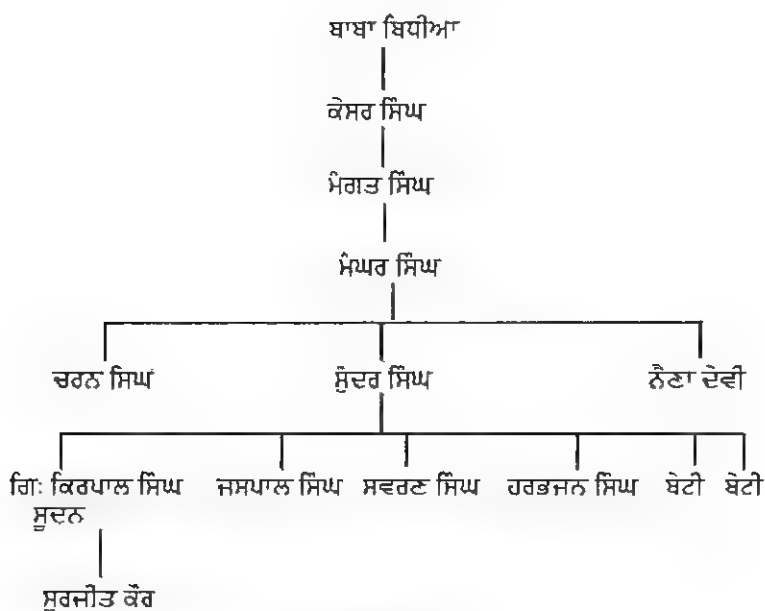 ਬਾਬਾ ਬਿਧੀਆ
ਕੇਸਰ ਸਿੰਘ
ਮੰਗਤ ਸਿੰਘ
ਮੰਘਰ ਸਿੰਘ
ਚਰਨ ਸਿਘ ਸੁੰਦਰ ਸਿੰਘ ਨੈਣਾ ਦੇਵੀ
ਗਿਃ ਕਿਰਪਾਲ ਸਿੰਘ ਜਸਪਾਲ ਸਿੰਘ ਸਵਰਣ ਸਿੰਘ ਹਰਭਜਨ ਸਿੰਘ ਬੇਟੀ ਬੇਟੀ
ਸੂਦਨ
ਸੁਰਜੀਤ ਕੌਰ